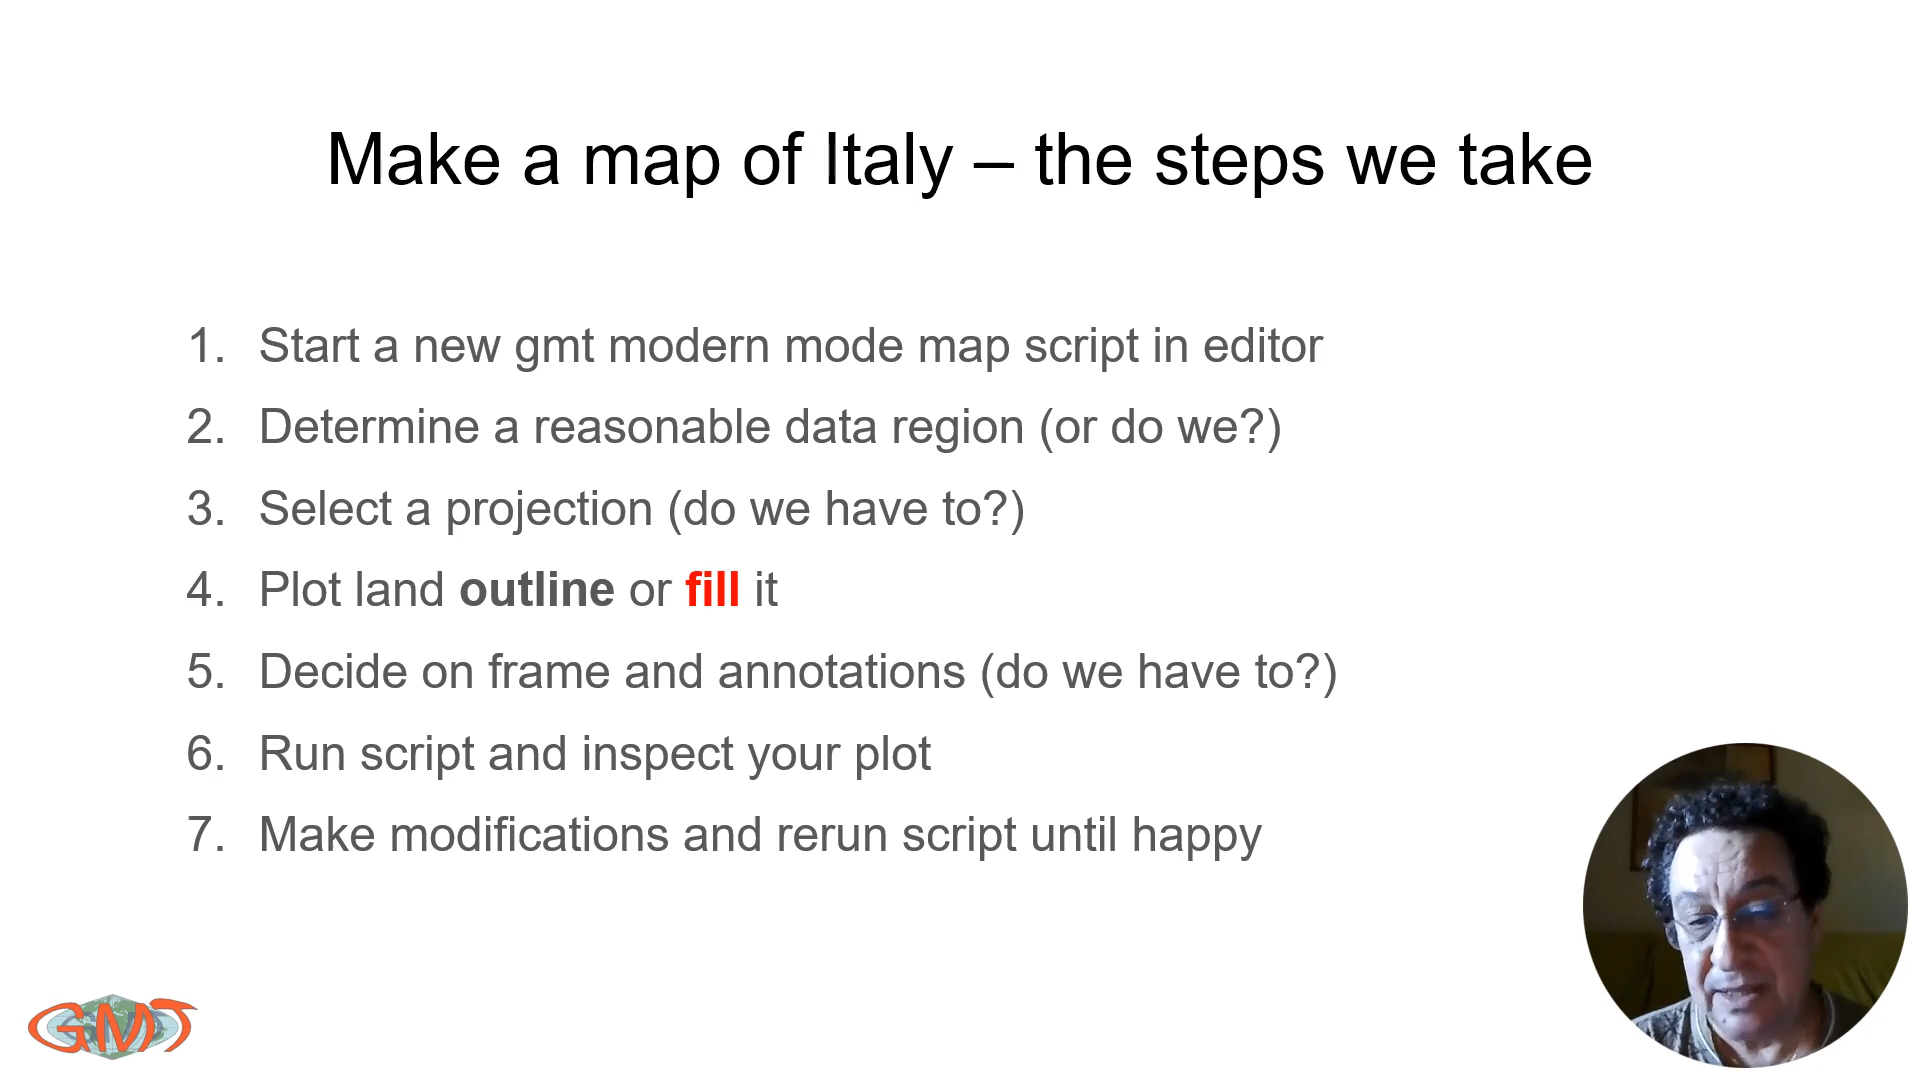 Make a map of Italy – the steps we take
1. Start a new gmt modern mode map script in editor
2. Determine a reasonable data region (or do we?)
3. Select a projection (do we have to?)
4. Plot land outline or fill it
5. Decide on frame and annotations (do we have to?)
6. Run script and inspect your plot
7. Make modifications and rerun script until happy
GMT